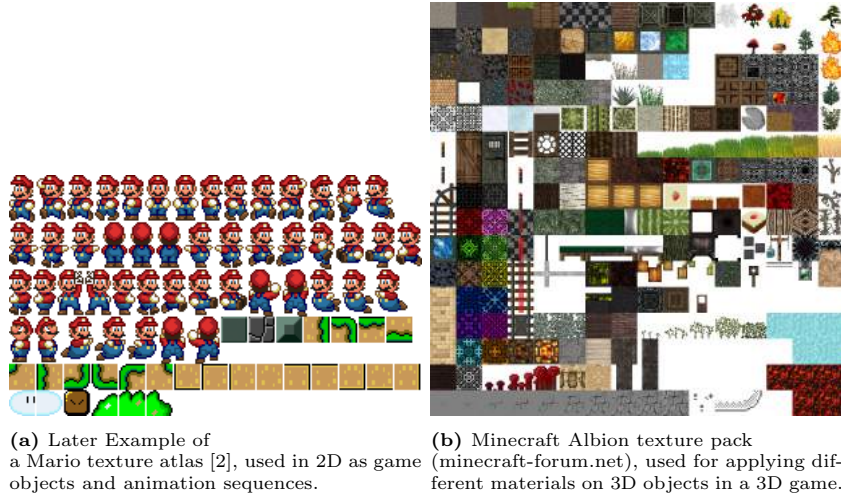 (a) Later Example of
a Mario texture atlas [2], used in 2D as game
objects and animation sequences.
(b) Minecraft Albion texture pack
(minecraft-forum.net), used for applying dif-
ferent materials on 3D objects in a 3D game.